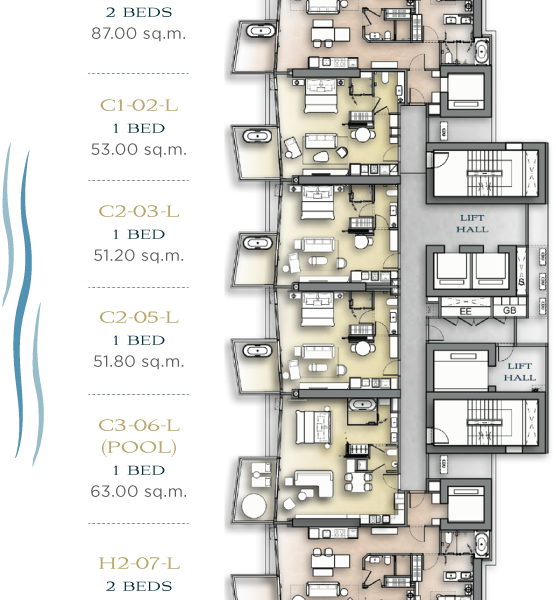 2 BEDS
87.00 sq.m.
C1-02-L
1 BED
53.00 sq.m.
C2-03-L
1 BED
51.20 sq.m.
C2-05-L
1 BED
51.80 sq.m.
C3-06-L
(POOL)
1 BED
63.00 sq.m.
H2-07-L
2 BEDS
LIFT
HALL
S
EE
GB
LIFT
HALL